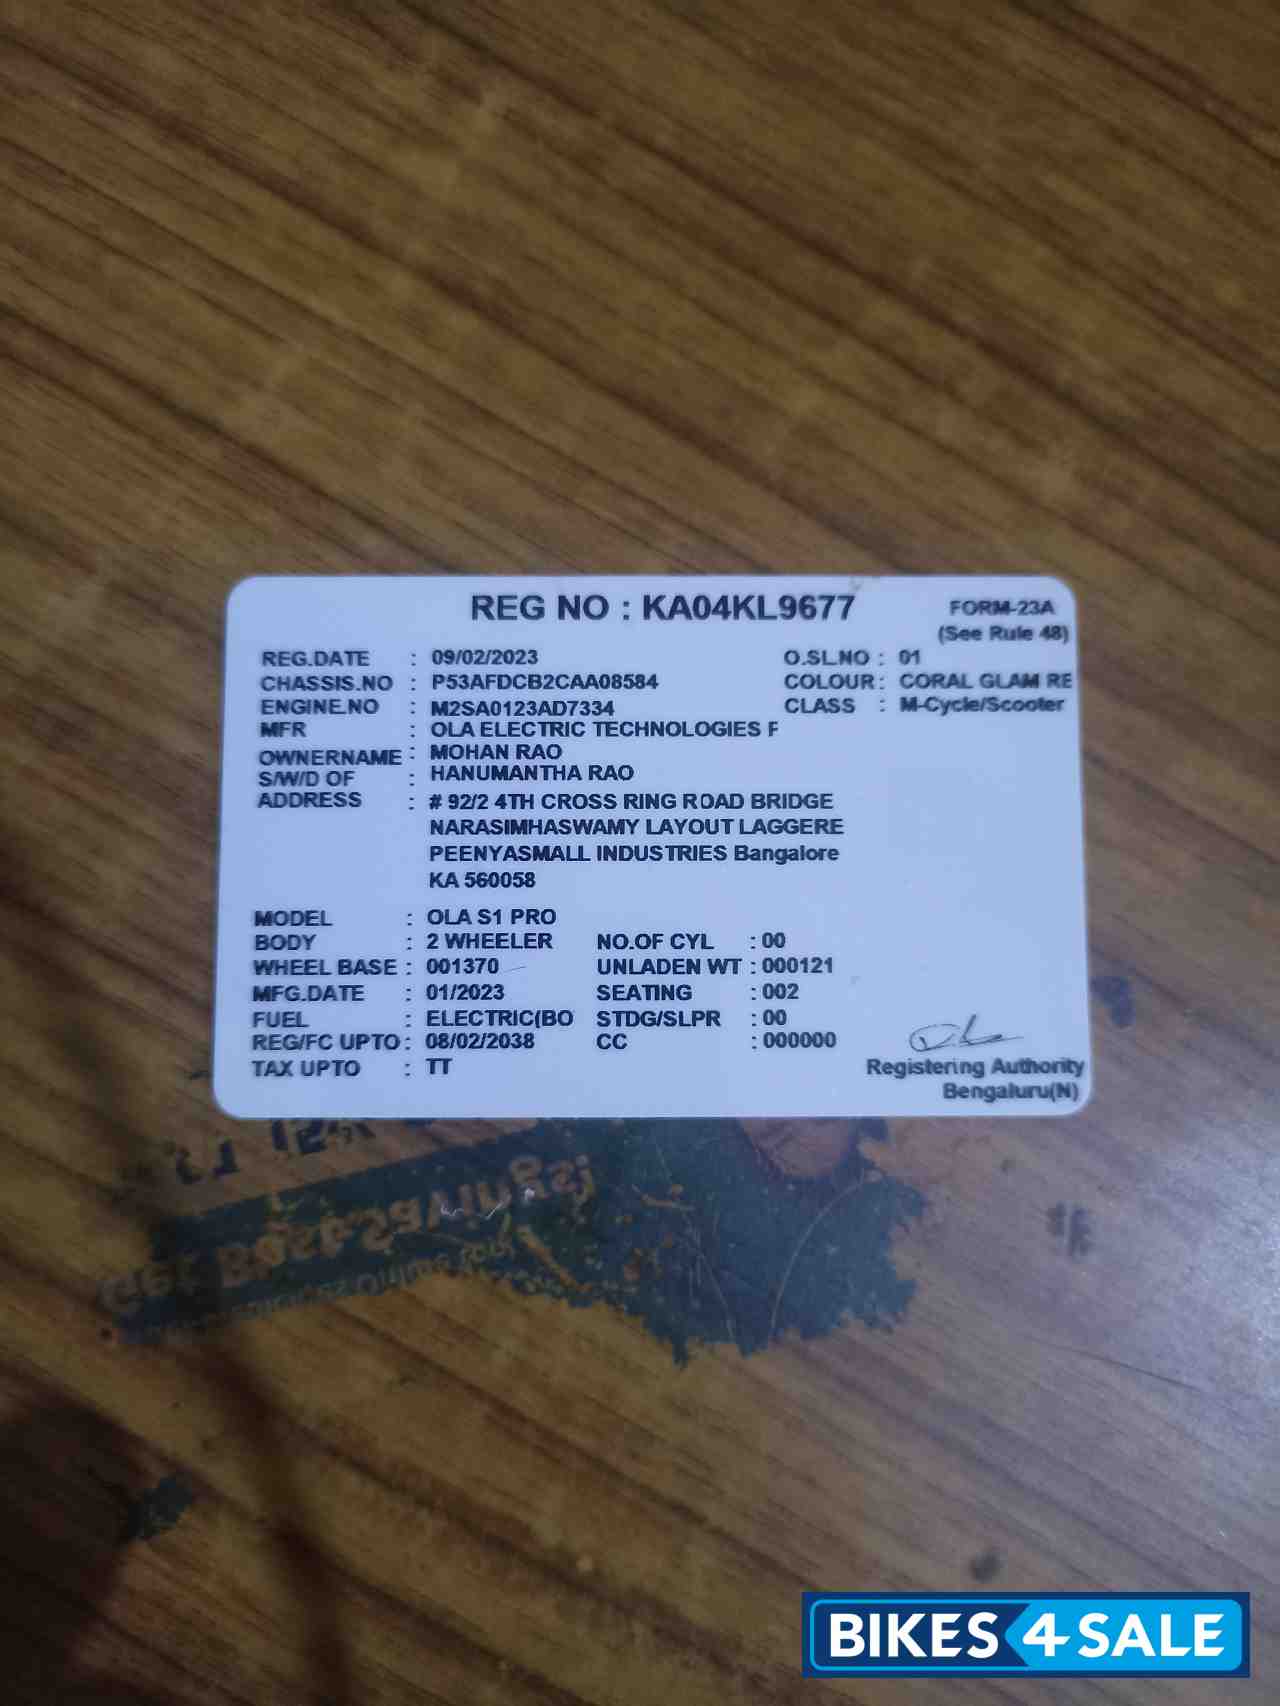 REG NO : KA04KL9677
FORM-23A
(See Rule 48)
REG.DATE : 09/02/2023 O.SL.NO : 01
CHASSIS.NO : P53AFDCB2CAA08584 COLOUR : CORAL GLAM RE
ENGINE.NO : M2SA0123AD7334 CLASS : M-Cycle/Scooter
MFR : OLA ELECTRIC TECHNOLOGIES P
OWNERNAME : MOHAN RAO
S/W/D OF : HANUMANTHA RAO
ADDRESS : # 92/2 4TH CROSS RING ROAD BRIDGE
NARASIMHASWAMY LAYOUT LAGGERE
PEENYASMALL INDUSTRIES Bangalore
KA 560058
MODEL : OLA S1 PRO
BODY : 2 WHEELER NO.OF CYL : 00
WHEEL BASE : 001370 UNLADEN WT : 000121
MFG.DATE : 01/2023 SEATING : 002
FUEL : ELECTRIC(BO STDG/SLPR : 00
REG/FC UPTO : 08/02/2038 CC : 000000
TAX UPTO : TT
Registering Authority
Bengaluru(N)
BIKES4SALE